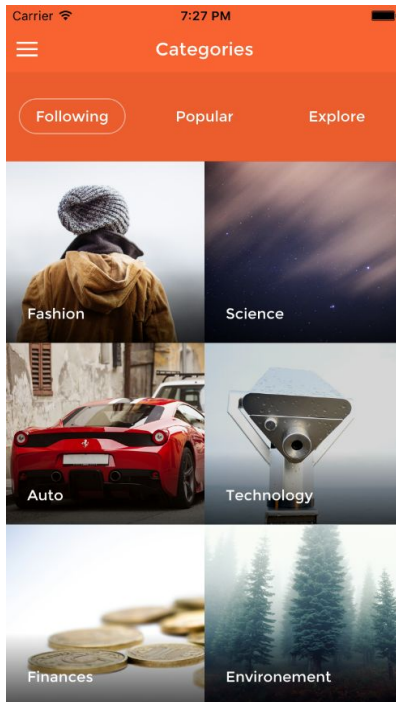 Carrier 7:27 PM
Categories
Following Popular Explore
Fashion Science
Auto Technology
Finances Environement